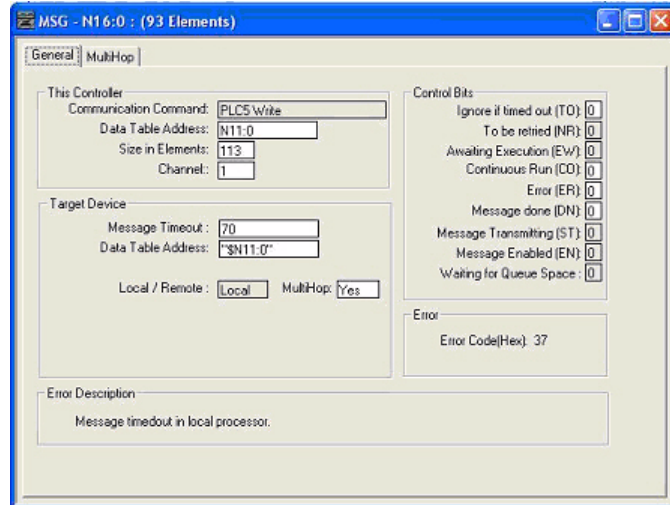 MSG - N16:0 : (93 Elements)
General MultiHop
This Controller
Communication Command: PLC5 Write
Data Table Address: N11:0
Size in Elements: 113
Channel:: 1
Target Device
Message Timeout : 70
Data Table Address: "$N11:0"
Local / Remote : Local MultiHop: Yes
Control Bits
Ignore if timed out (TO): 0
To be retried (NR): 0
Awaiting Execution (EW): 0
Continuous Run (CO): 0
Error (ER): 0
Message done (DN): 0
Message Transmitting (ST): 0
Message Enabled (EN): 0
Waiting for Queue Space : 0
Error
Error Code(Hex): 37
Error Description
Message timedout in local processor.